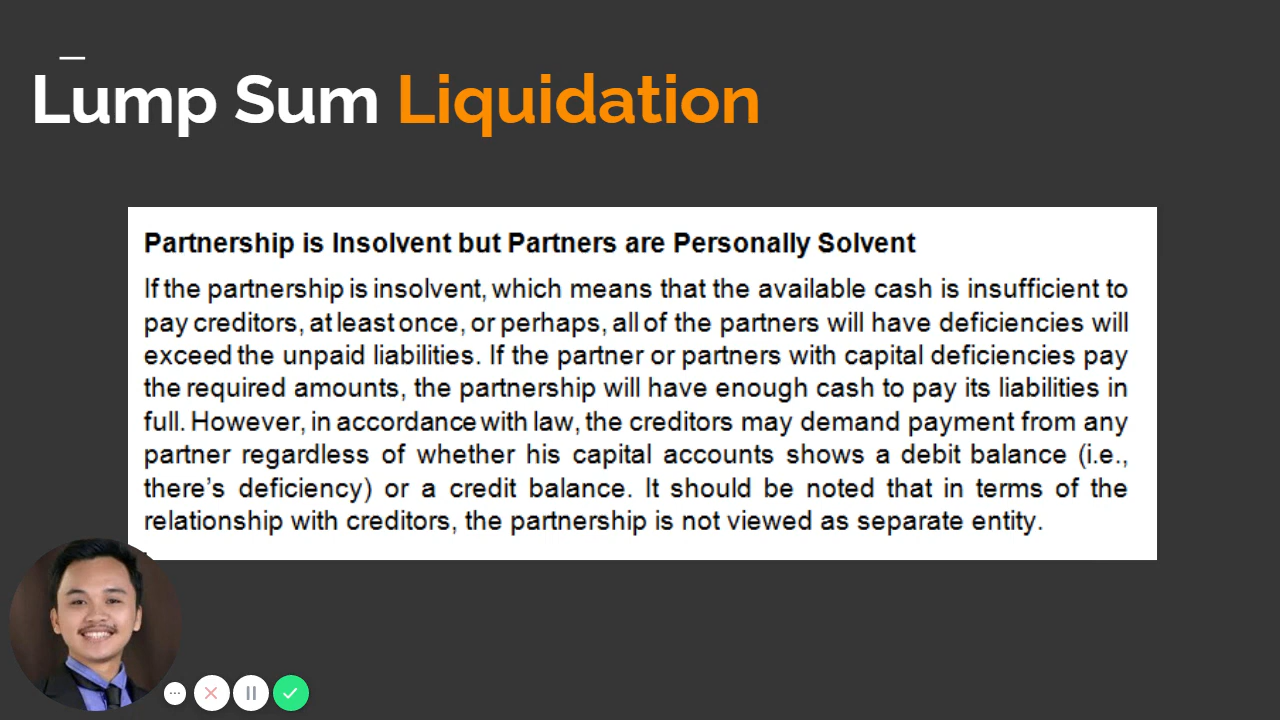 Lump Sum Liquidation
Partnership is Insolvent but Partners are Personally Solvent
If the partnership is insolvent, which means that the available cash is insufficient to
pay creditors, at least once, or perhaps, all of the partners will have deficiencies will
exceed the unpaid liabilities. If the partner or partners with capital deficiencies pay
the required amounts, the partnership will have enough cash to pay its liabilities in
full. However, in accordance with law, the creditors may demand payment from any
partner regardless of whether his capital accounts shows a debit balance (i.e.,
there's deficiency) or a credit balance. It should be noted that in terms of the
relationship with creditors, the partnership is not viewed as separate entity.